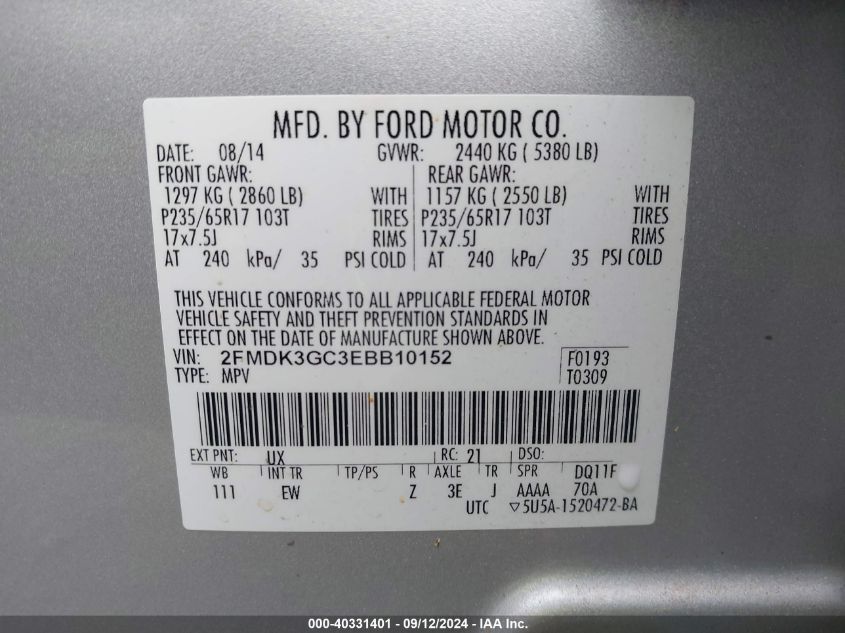 MFD. BY FORD MOTOR CO.
DATE: 08/14 GVWR: 2440 KG ( 5380 LB)
FRONT GAWR: REAR GAWR:
1297 KG ( 2860 LB) WITH 1157 KG ( 2550 LB) WITH
P235/65R17 103T TIRES P235/65R17 103T TIRES
17x7.5J RIMS 17x7.5J RIMS
AT 240 kPa/ 35 PSI COLD AT 240 kPa/ 35 PSI COLD
THIS VEHICLE CONFORMS TO ALL APPLICABLE FEDERAL MOTOR
VEHICLE SAFETY AND THEFT PREVENTION STANDARDS IN
EFFECT ON THE DATE OF MANUFACTURE SHOWN ABOVE.
VIN: 2FMDK3GC3EBB10152 F0193
TYPE: MPV T0309
EXT PNT: UX RC: 21 DSO:
WB INT TR TP/PS R AXLE TR SPR DQ11F
111 EW Z 3E J AAAA 70A
UTC ▽5U5A-1520472-BA
000-40331401 - 09/12/2024 - IAA Inc.